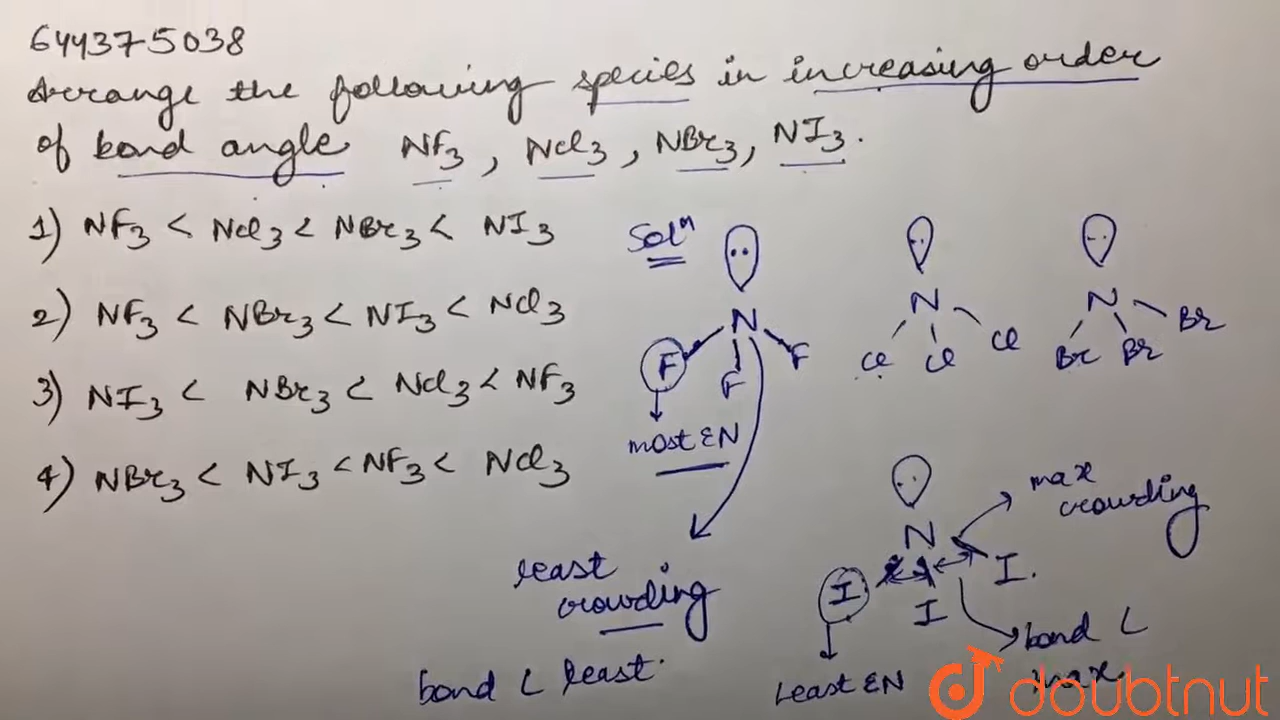 644375038
Arrange the following species in increasing order
of bond angle NF3, NCl3, NBr3, NI3.
1) NF3 < NCl3 < NBr3 < NI3
2) NF3 < NBr3 < NI3 < NCl3
3) NI3 < NBr3 < NCl3 < NF3
4) NBr3 < NI3 < NF3 < NCl3
Solⁿ
N
F F F
most EN
least
crowding
bond ∠ least.
N
Cl Cl Cl
N
Br Br Br
max
crowding
N
I I I.
Least EN
bond ∠
max
doubtnut